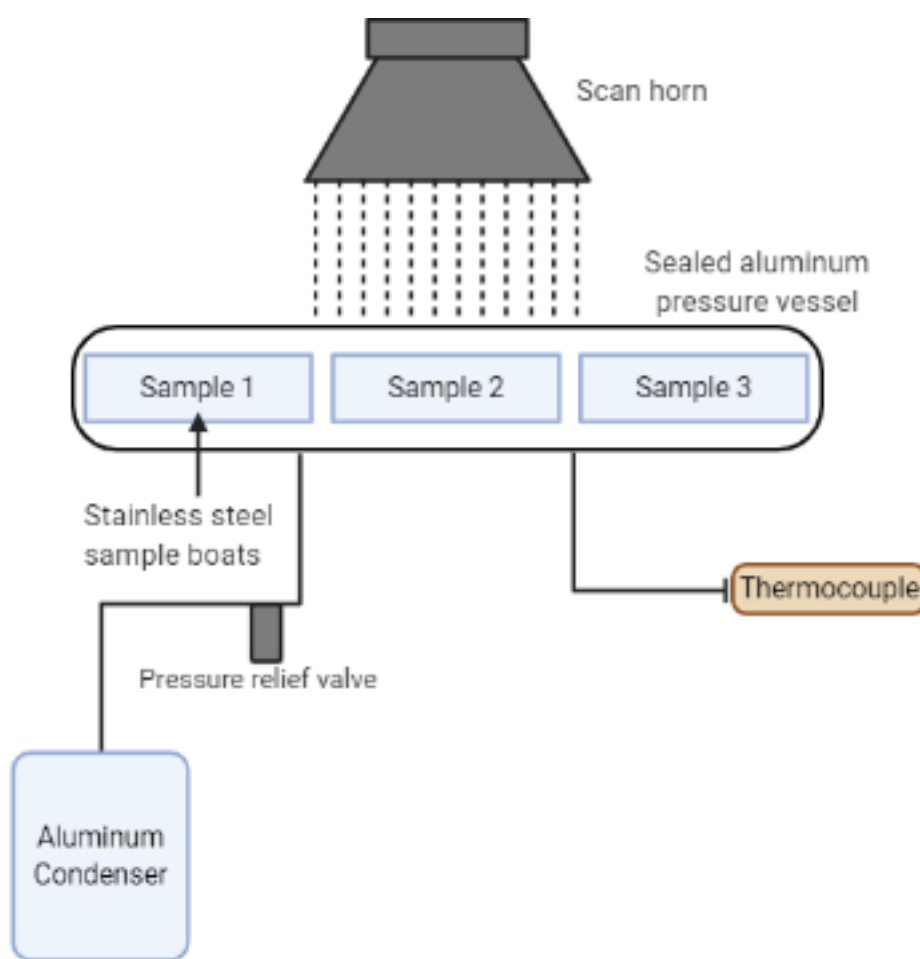 Scan horn
Sealed aluminum
pressure vessel
Sample 1
Sample 2
Sample 3
Stainless steel
sample boats
Thermocouple
Pressure relief valve
Aluminum
Condenser